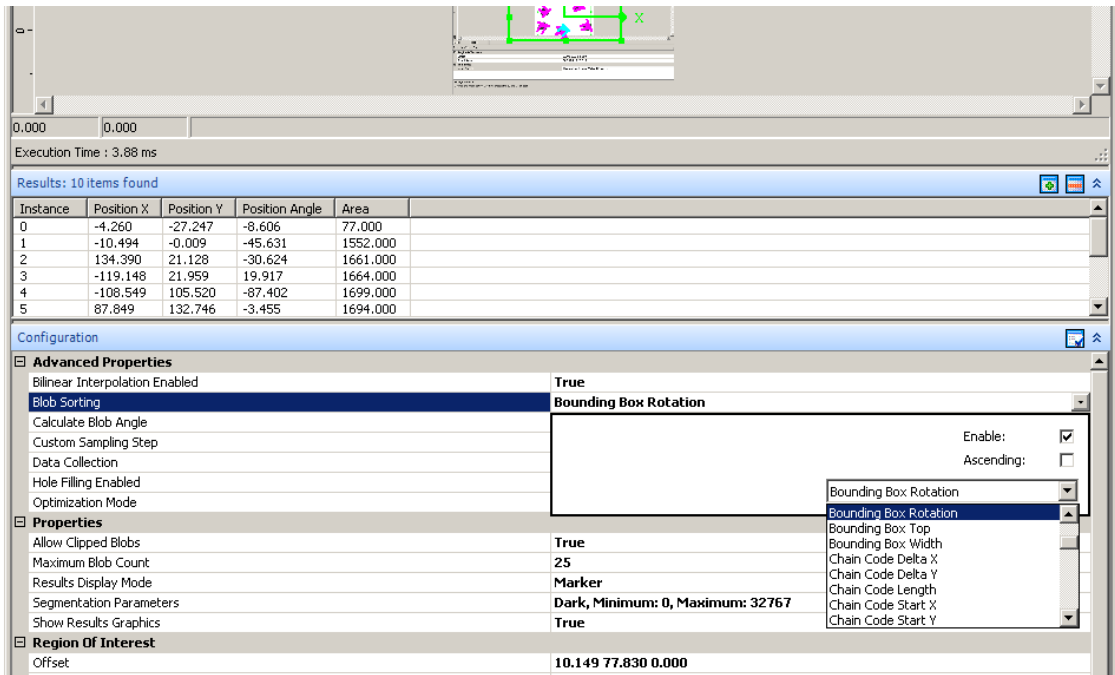 X
0
0.000 0.000
Execution Time : 3.88 ms
Results: 10 items found
Instance Position X Position Y Position Angle Area
0 -4.260 -27.247 -8.606 77.000
1 -10.494 -0.009 -45.631 1552.000
2 134.390 21.128 -30.624 1661.000
3 -119.148 21.959 19.917 1664.000
4 -108.549 105.520 -87.402 1699.000
5 87.849 132.746 -3.455 1694.000
Configuration
Advanced Properties
Bilinear Interpolation Enabled True
Blob Sorting Bounding Box Rotation
Calculate Blob Angle
Enable:
Custom Sampling Step
Data Collection
Ascending:
Hole Filling Enabled
Bounding Box Rotation
Optimization Mode
Bounding Box Rotation
Properties
Bounding Box Top
Allow Clipped Blobs True
Bounding Box Width
Maximum Blob Count 25
Chain Code Delta X
Chain Code Delta Y
Results Display Mode Marker
Chain Code Length
Segmentation Parameters Dark, Minimum: 0, Maximum: 32767
Chain Code Start X
Show Results Graphics True
Chain Code Start Y
Region Of Interest
Offset 10.149 77.830 0.000